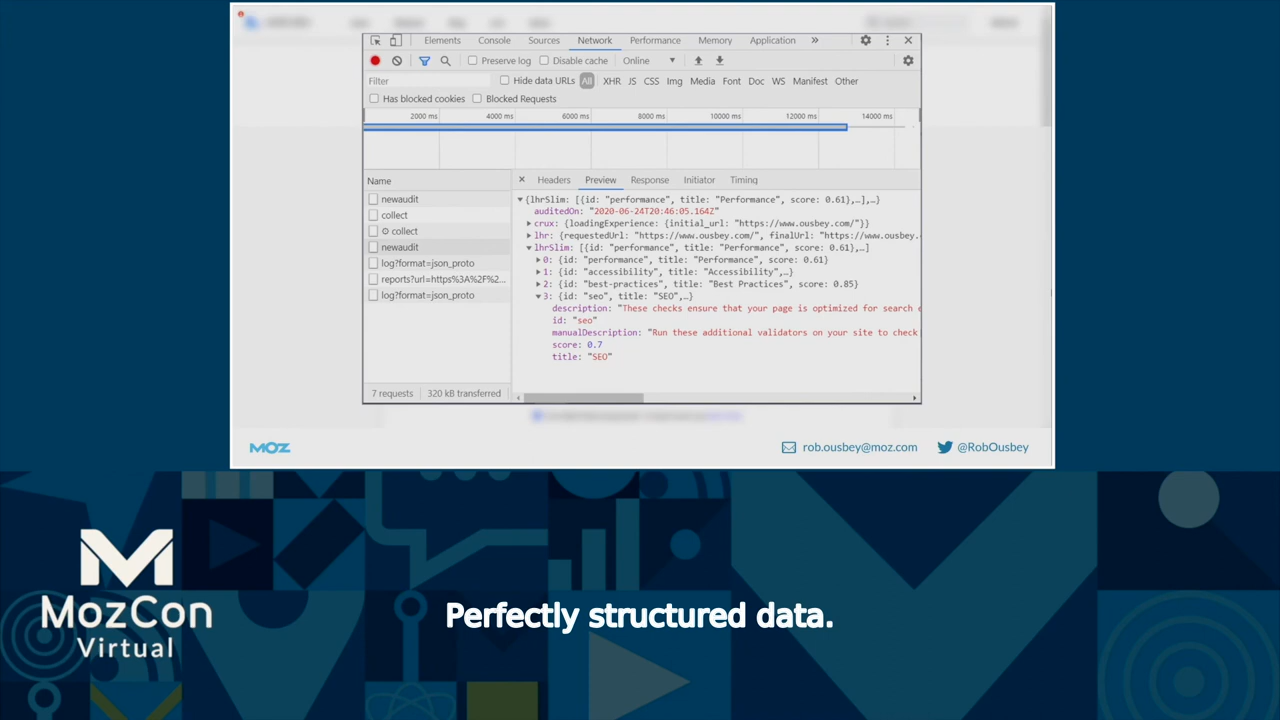 Elements Console Sources Network Performance Memory Application »
Preserve log Disable cache Online
Filter Hide data URLs All XHR JS CSS Img Media Font Doc WS Manifest Other
Has blocked cookies Blocked Requests
2000 ms 4000 ms 6000 ms 8000 ms 10000 ms 12000 ms 14000 ms
Name
newaudit
collect
collect
newaudit
log?format=json_proto
reports?url=https%3A%2F%2...
log?format=json_proto
7 requests 320 kB transferred
Headers Preview Response Initiator Timing
{lhrSlim: [{id: "performance", title: "Performance", score: 0.61},…],…}
auditedOn: "2020-06-24T20:46:05.164Z"
crux: {loadingExperience: {initial_url: "https://www.ousbey.com/"}}
lhr: {requestedUrl: "https://www.ousbey.com/", finalUrl: "https://www.ousbey.
lhrSlim: [{id: "performance", title: "Performance", score: 0.61},…]
0: {id: "performance", title: "Performance", score: 0.61}
1: {id: "accessibility", title: "Accessibility",…}
2: {id: "best-practices", title: "Best Practices", score: 0.85}
3: {id: "seo", title: "SEO",…}
description: "These checks ensure that your page is optimized for search
id: "seo"
manualDescription: "Run these additional validators on your site to check
score: 0.7
title: "SEO"
MOZ
rob.ousbey@moz.com @RobOusbey
MozCon
Virtual
Perfectly structured data.